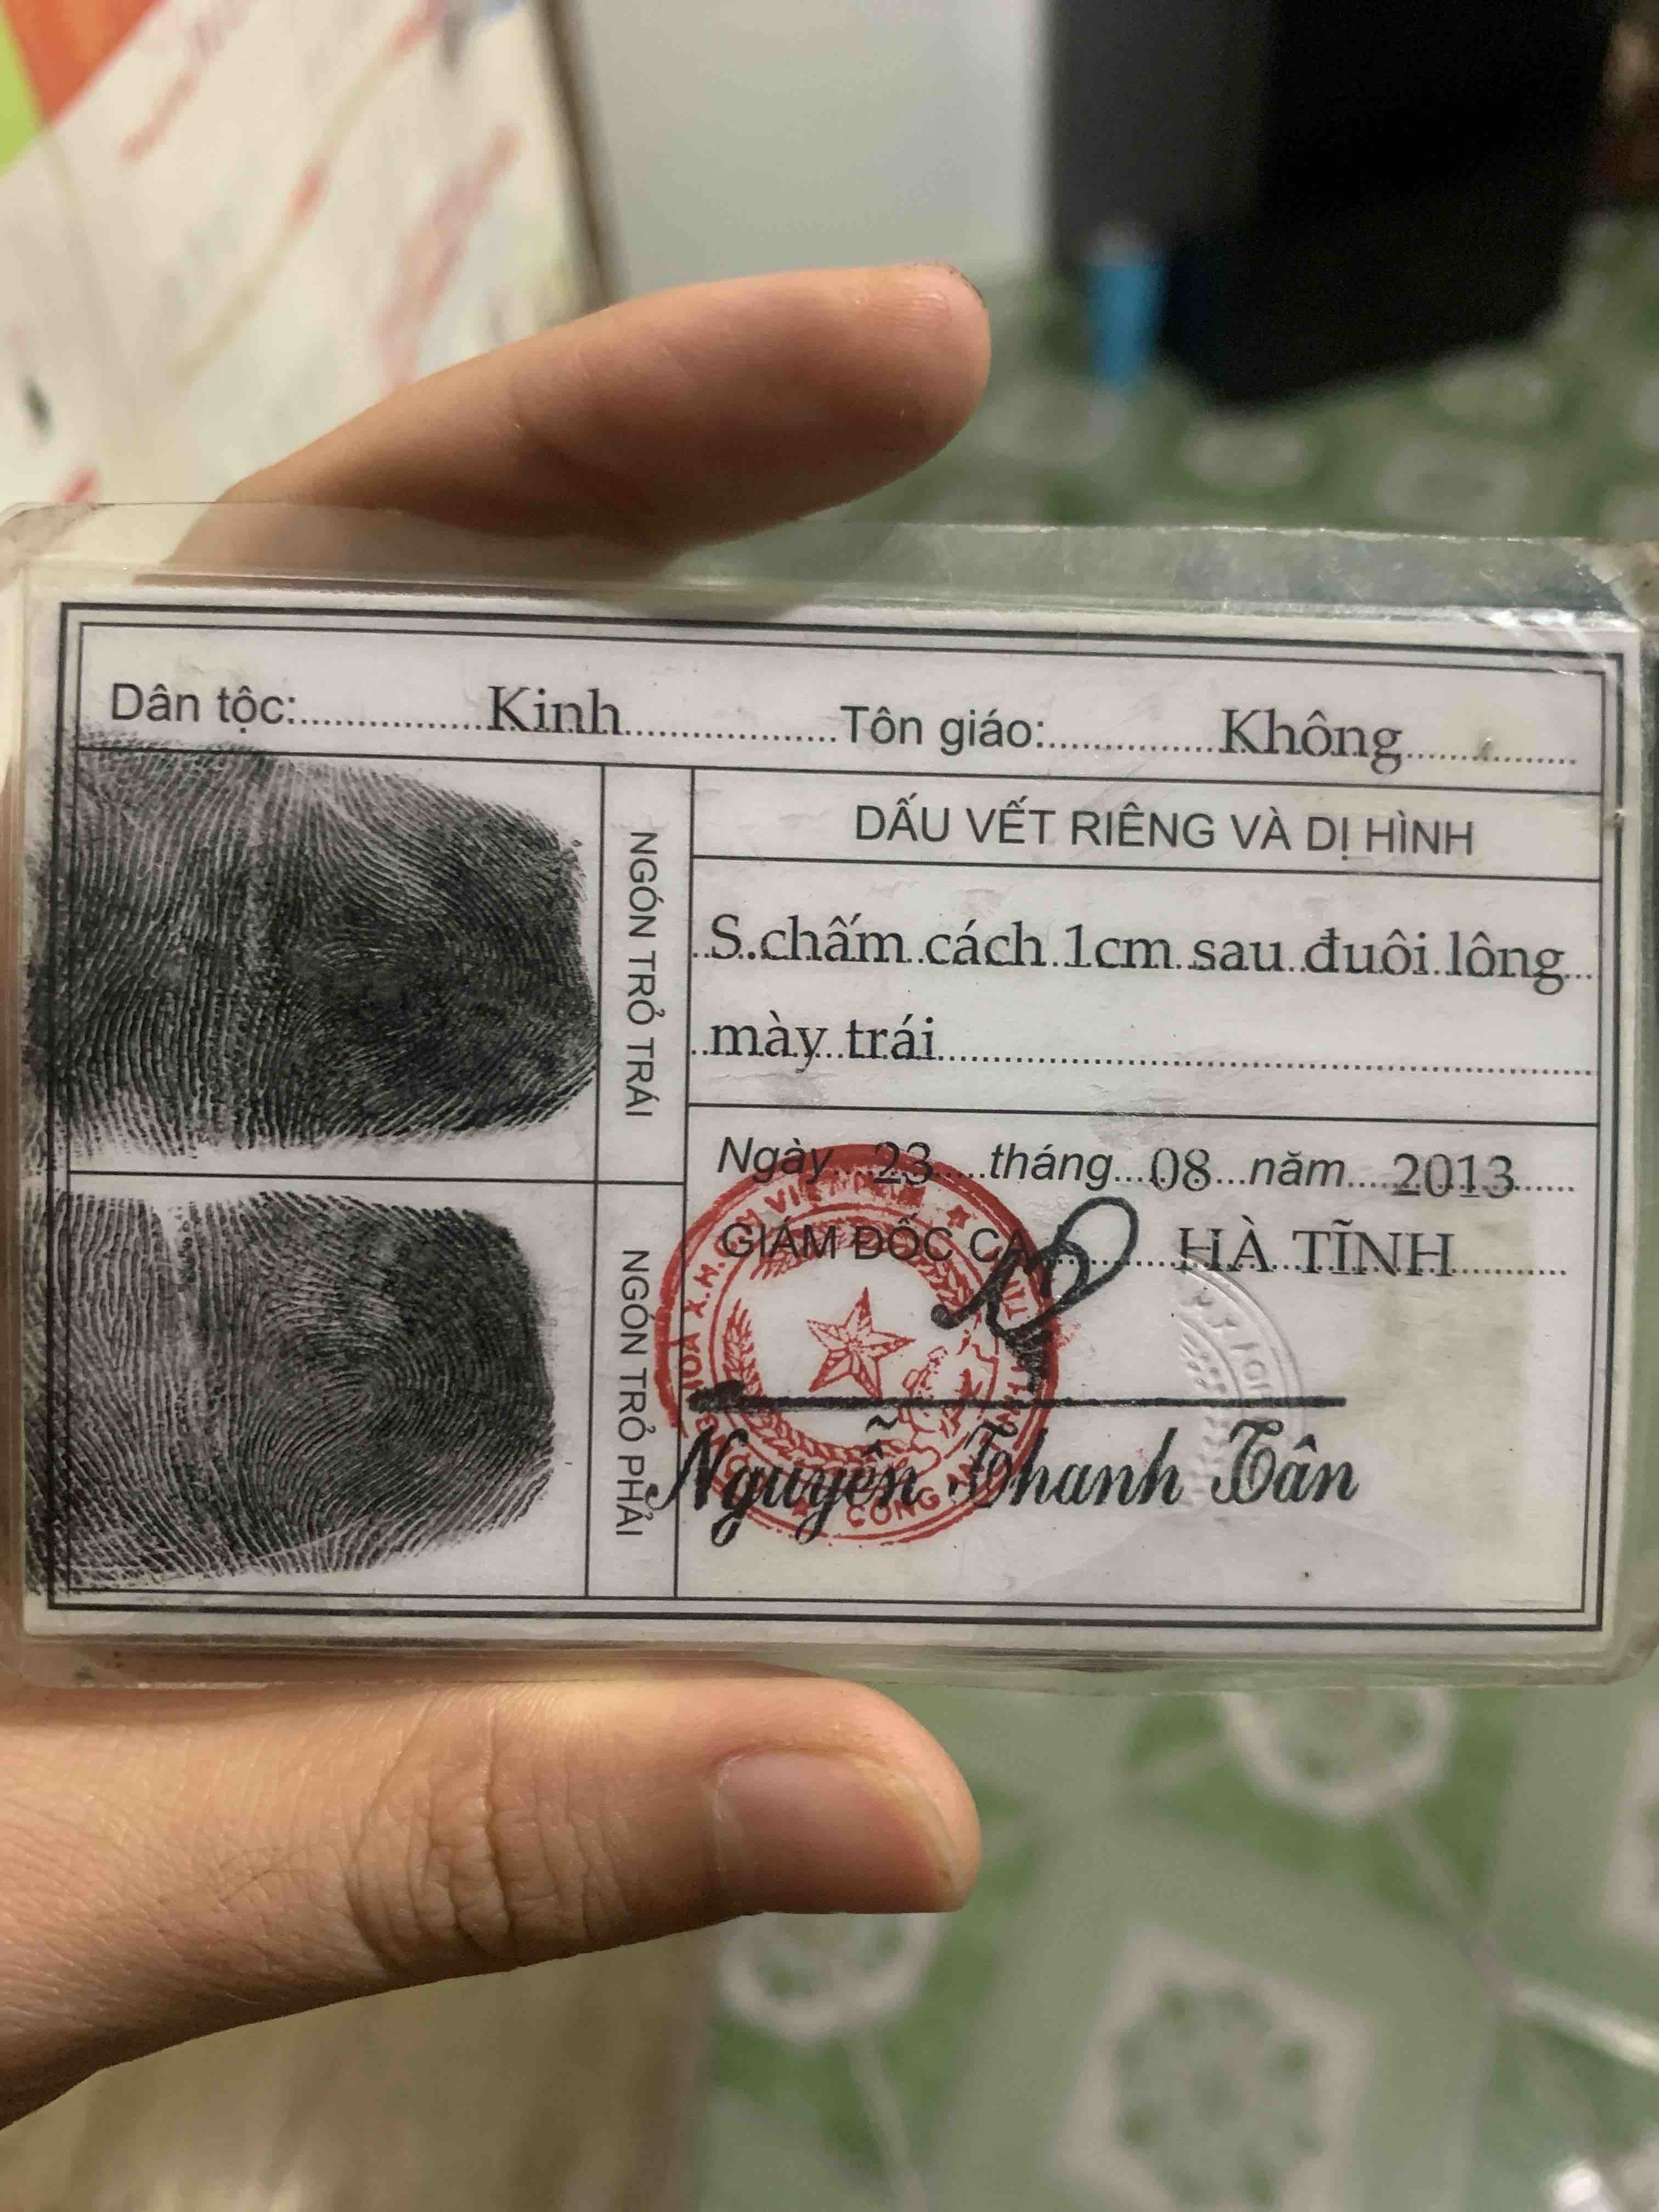 Dân tộc: Kinh Tôn giáo: Không
NGÓN TRỎ TRÁI
DẤU VẾT RIÊNG VÀ DỊ HÌNH
S.chấm cách 1cm sau đuôi lông
mày trái
NGÓN TRỎ PHẢI
Ngày 23 tháng 08 năm 2013
GIÁM ĐỐC CA HÀ TĨNH
Nguyễn Thanh Tân